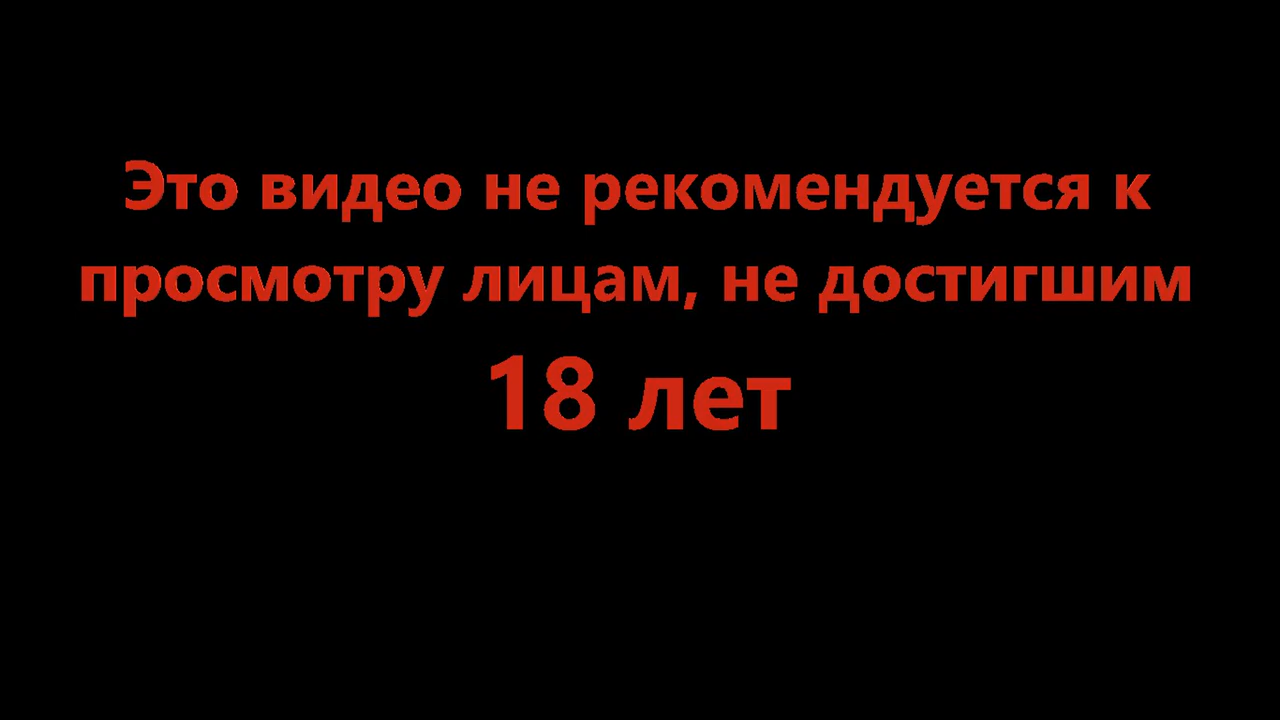 Это видео не рекомендуется к
просмотру лицам, не достигшим
18 лет